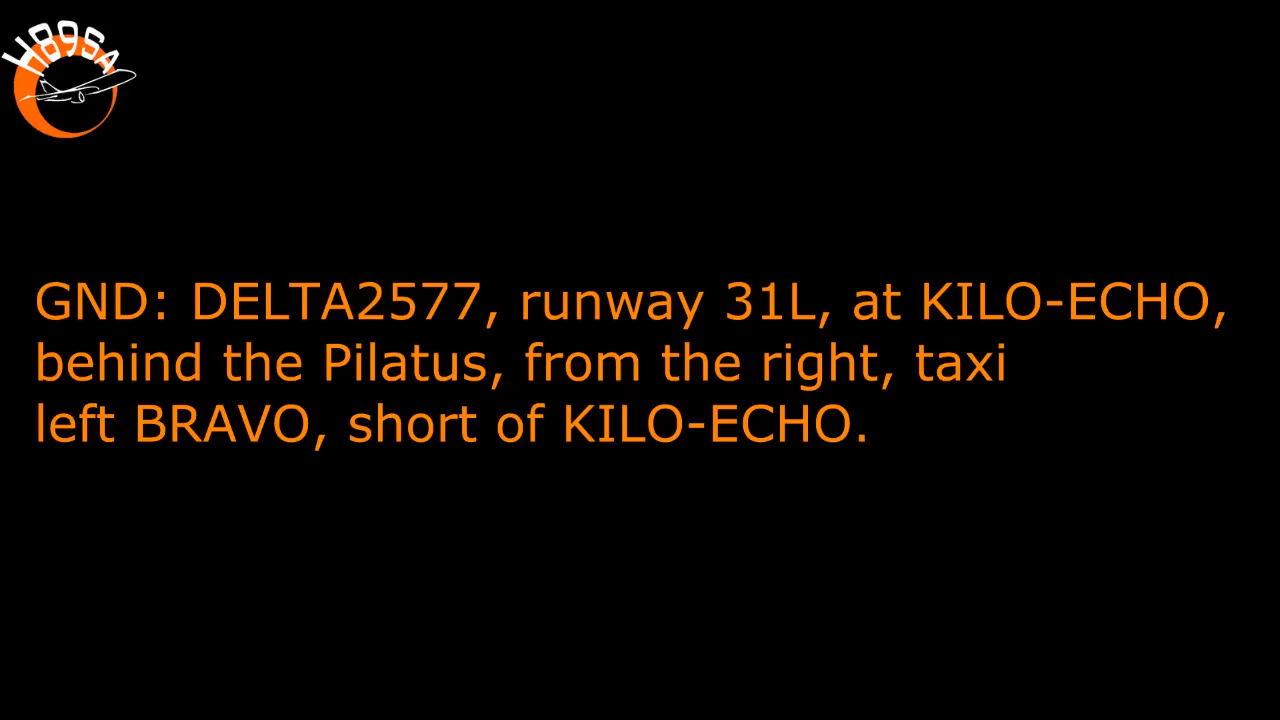 H89SA
GND: DELTA2577, runway 31L, at KILO-ECHO,
behind the Pilatus, from the right, taxi
left BRAVO, short of KILO-ECHO.